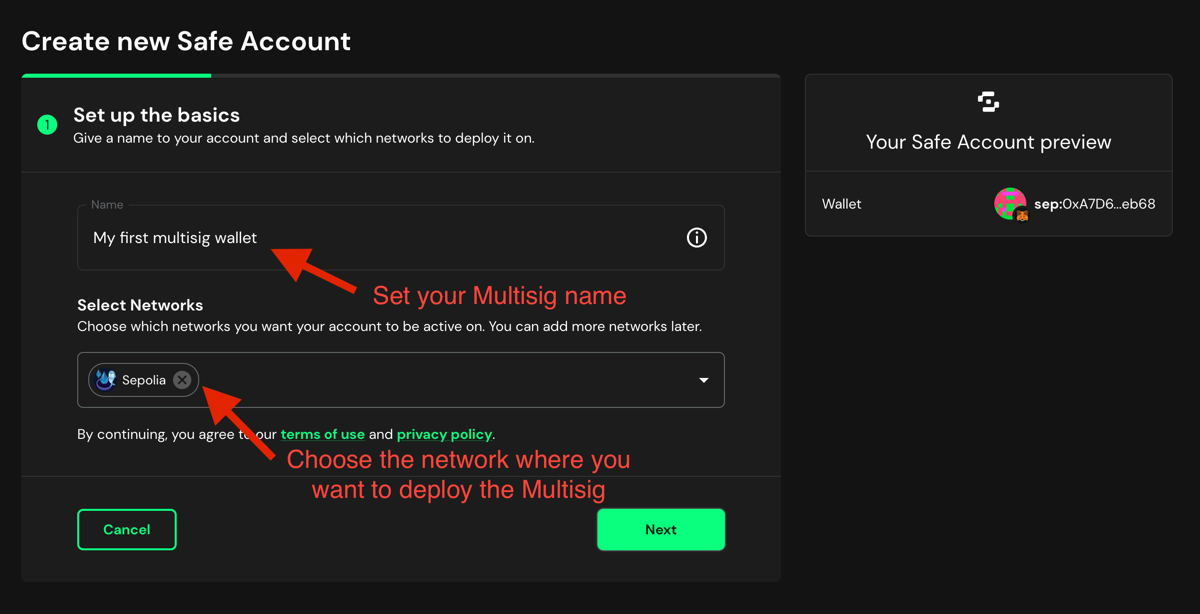 Create new Safe Account
1
Set up the basics
Give a name to your account and select which networks to deploy it on.
Name
My first multisig wallet
Set your Multisig name
Select Networks
Choose which networks you want your account to be active on. You can add more networks later.
Sepolia
By continuing, you agree to our terms of use and privacy policy.
Choose the network where you
want to deploy the Multisig
Cancel
Next
Your Safe Account preview
Wallet
sep:0xA7D6...eb68